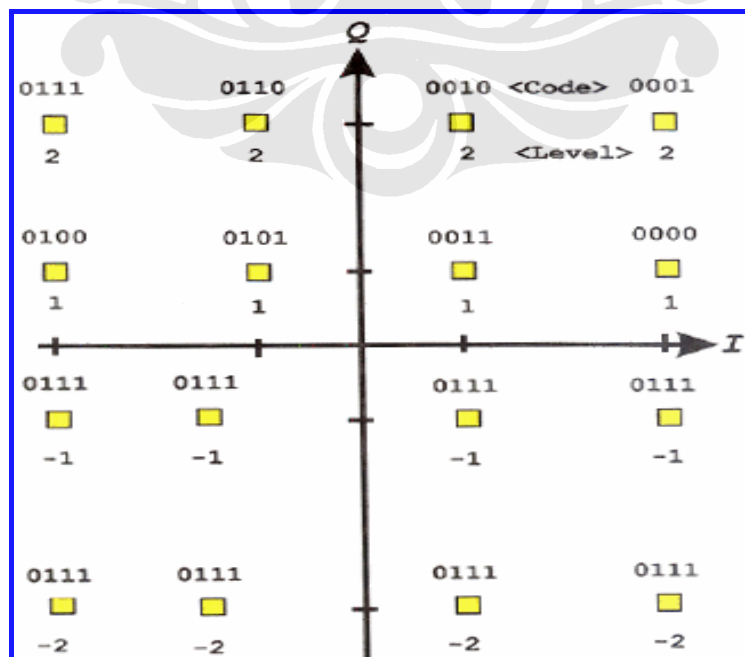 Q
0111 0110 0010 <Code> 0001
2 2 2 <Level> 2
0100 0101 0011 0000
1 1 1 1
I
0111 0111 0111 0111
-1 -1 -1 -1
0111 0111 0111 0111
-2 -2 -2 -2